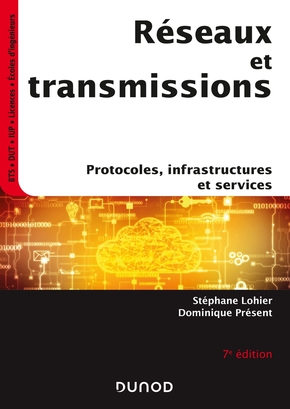 BTS • DUT • IUP • Licences • Écoles d'ingénieurs
Réseaux
et
transmissions
Protocoles, infrastructures
et services
Stéphane Lohier
Dominique Présent
7e édition
DUNOD